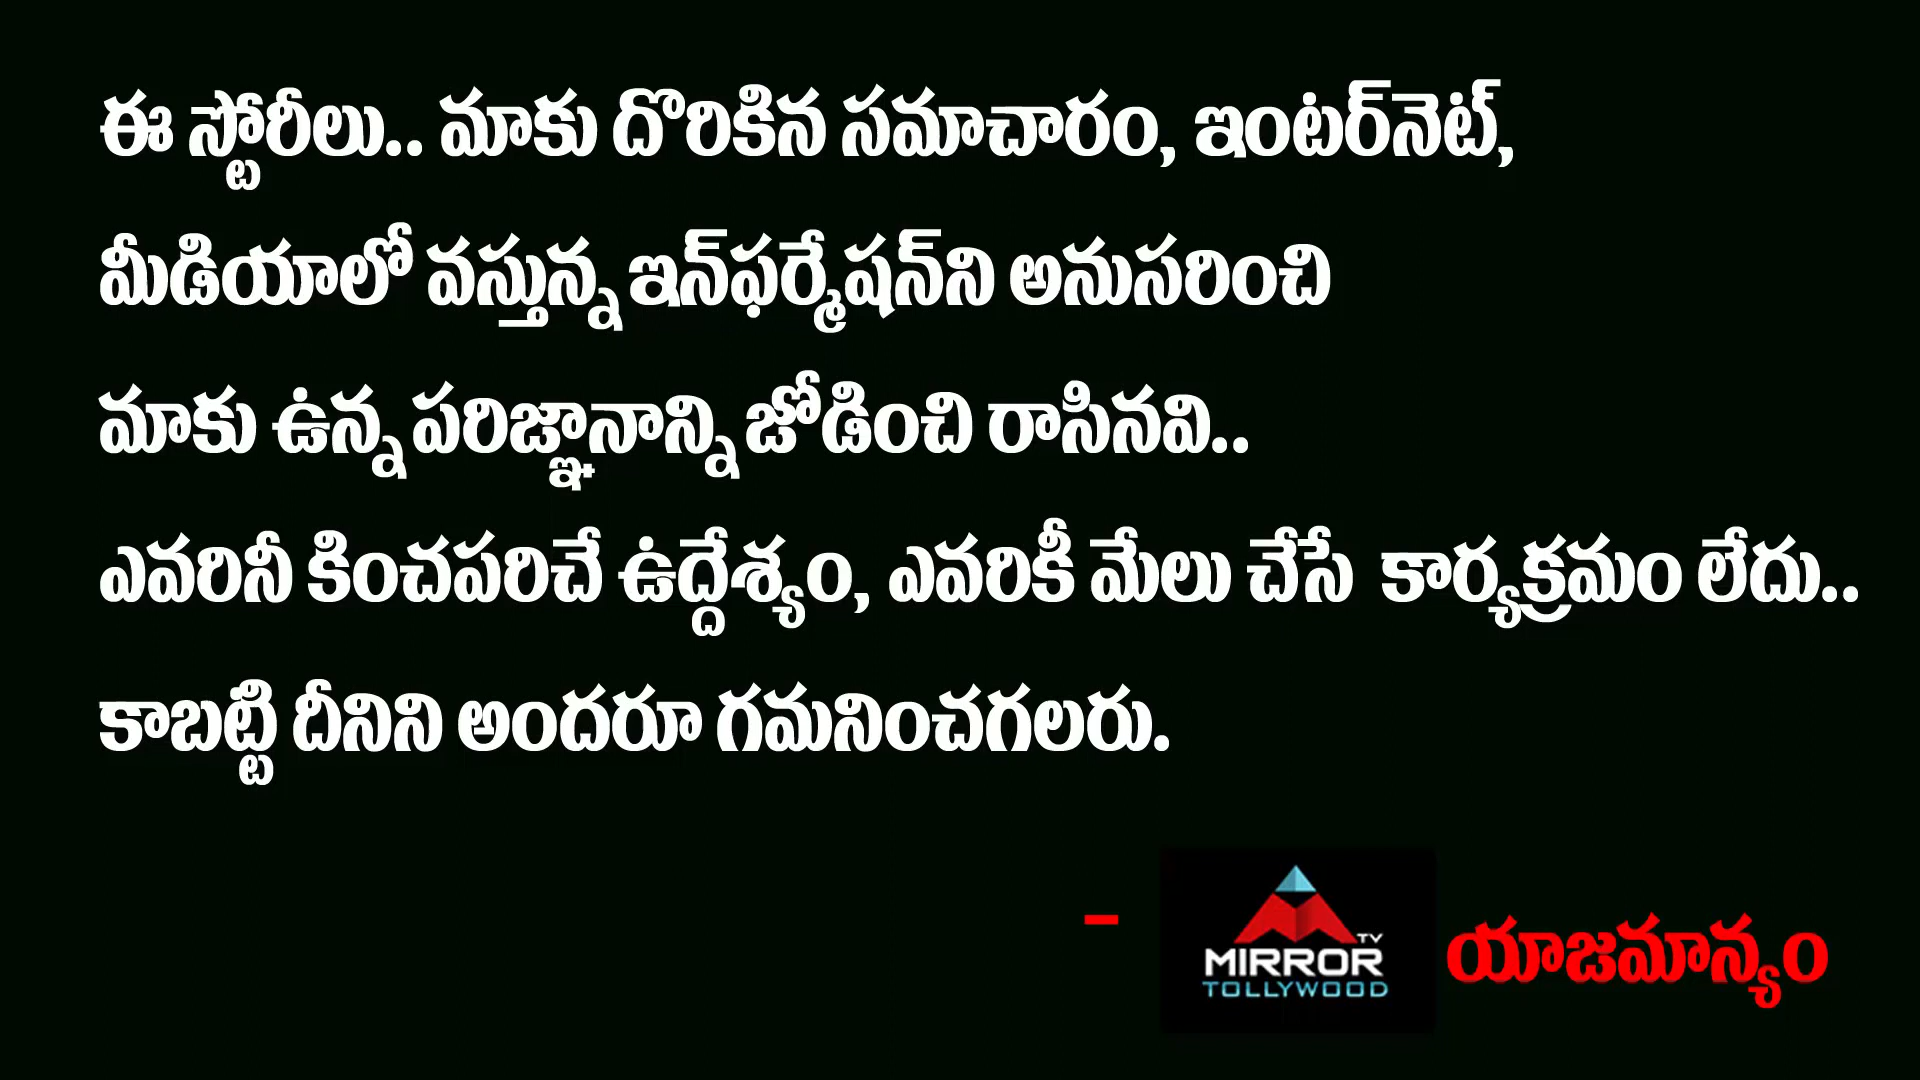 ఈ స్టోరీలు.. మాకు దొరికిన సమాచారం, ఇంటర్‌నెట్,
మీడియాలో వస్తున్న ఇన్‌ఫర్మేషన్‌ని అనుసరించి
మాకు ఉన్న పరిజ్ఞానాన్ని జోడించి రాసినవి..
ఎవరినీ కించపరిచే ఉద్దేశ్యం, ఎవరికీ మేలు చేసే కార్యక్రమం లేదు..
కాబట్టి దీనిని అందరూ గమనించగలరు.
- MIRROR TV TOLLYWOOD యాజమాన్యం